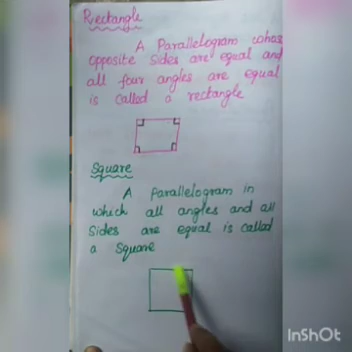 Rectangle
A Parallelogram whos
opposite sides are equal and
all four angles are equal
is called a rectangle
Square
A Parallelogram in
which all angles and all
Sides are equal is called
a Square
InShOt